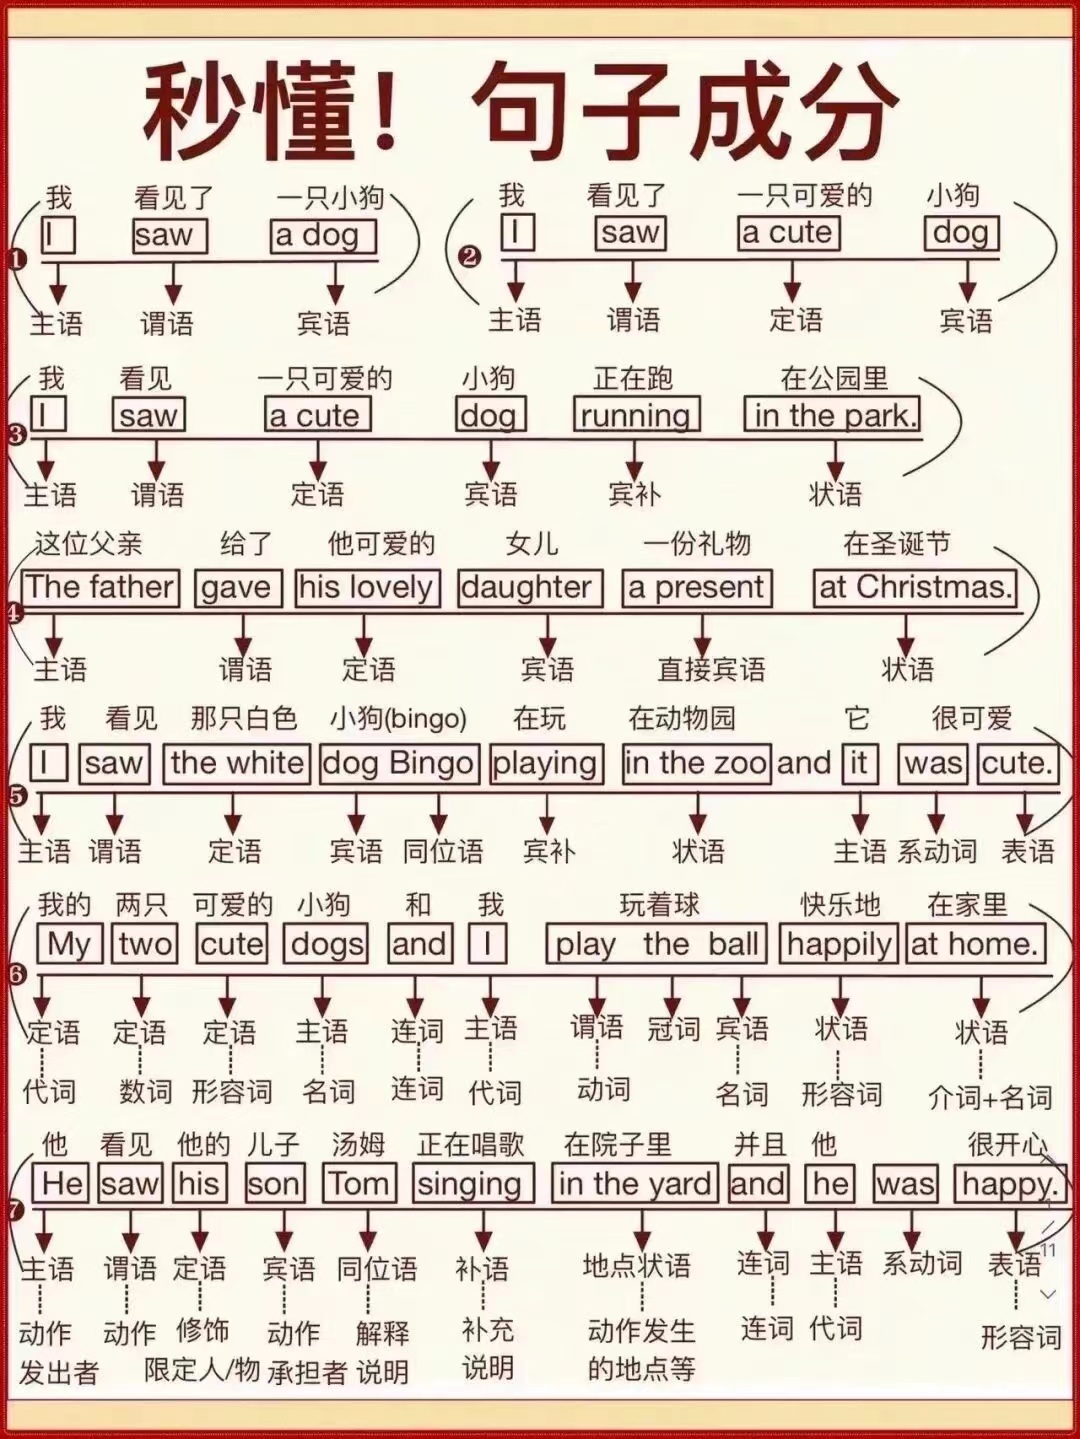 秒懂！句子成分
我 看见了 一只小狗
I saw a dog
❶
主语 谓语 宾语
我 看见了 一只可爱的 小狗
I saw a cute dog
❷
主语 谓语 定语 宾语
我 看见 一只可爱的 小狗 正在跑 在公园里
I saw a cute dog running in the park.
❸
主语 谓语 定语 宾语 宾补 状语
这位父亲 给了 他可爱的 女儿 一份礼物 在圣诞节
The father gave his lovely daughter a present at Christmas.
❹
主语 谓语 定语 宾语 直接宾语 状语
我 看见 那只白色 小狗(bingo) 在玩 在动物园 它 很可爱
I saw the white dog Bingo playing in the zoo and it was cute.
❺
主语 谓语 定语 宾语 同位语 宾补 状语 主语 系动词 表语
我的 两只 可爱的 小狗 和 我 玩着球 快乐地 在家里
My two cute dogs and I play the ball happily at home.
❻
定语 定语 定语 主语 连词 主语 谓语 冠词 宾语 状语 状语
代词 数词 形容词 名词 连词 代词 动词 名词 形容词 介词+名词
他 看见 他的 儿子 汤姆 正在唱歌 在院子里 并且 他 很开心
He saw his son Tom singing in the yard and he was happy.
❼
主语 谓语 定语 宾语 同位语 补语 地点状语 连词 主语 系动词 表语
动作 动作 修饰 动作 解释 补充 动作发生 连词 代词 形容词
发出者 限定人/物 承担者 说明 说明 的地点等
1
/
11